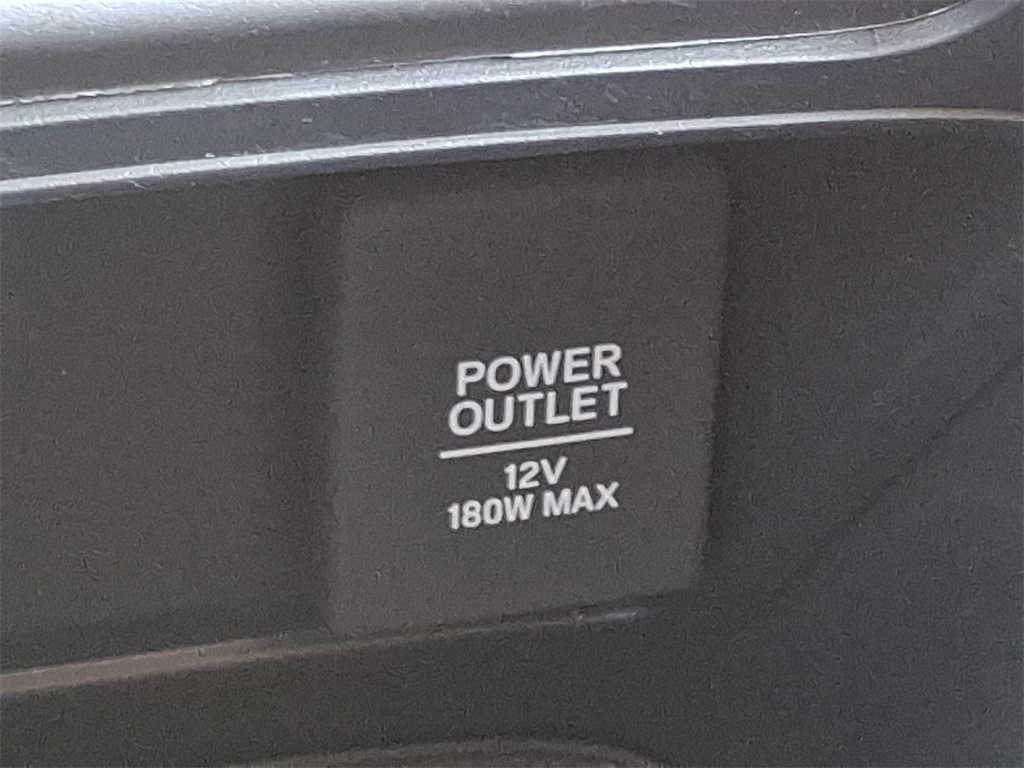 POWER
OUTLET
12V
180W MAX